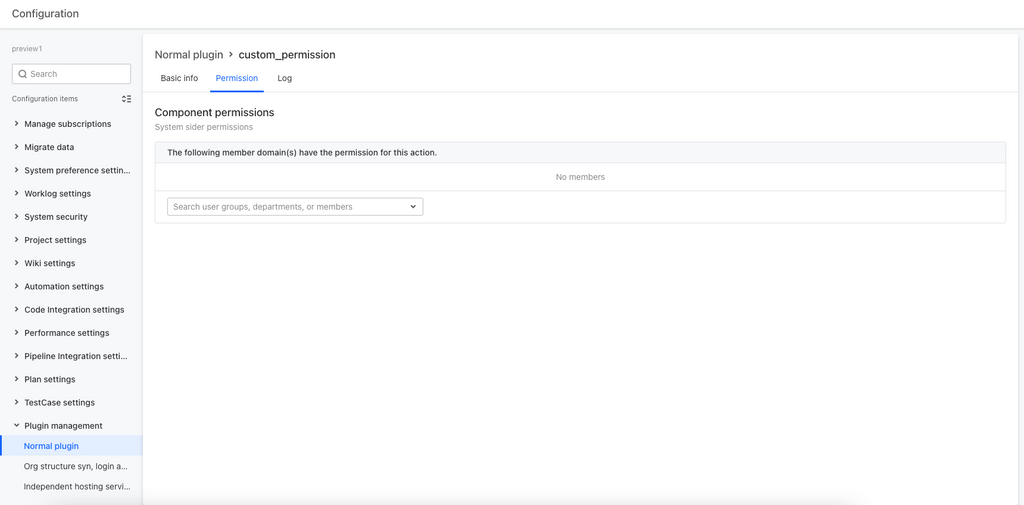 Configuration
preview1
Search
Configuration items
Manage subscriptions
Migrate data
System preference settin...
Worklog settings
System security
Project settings
Wiki settings
Automation settings
Code Integration settings
Performance settings
Pipeline Integration setti...
Plan settings
TestCase settings
Plugin management
Normal plugin
Org structure syn, login a...
Independent hosting servi...
Normal plugin > custom_permission
Basic info Permission Log
Component permissions
System sider permissions
The following member domain(s) have the permission for this action.
No members
Search user groups, departments, or members